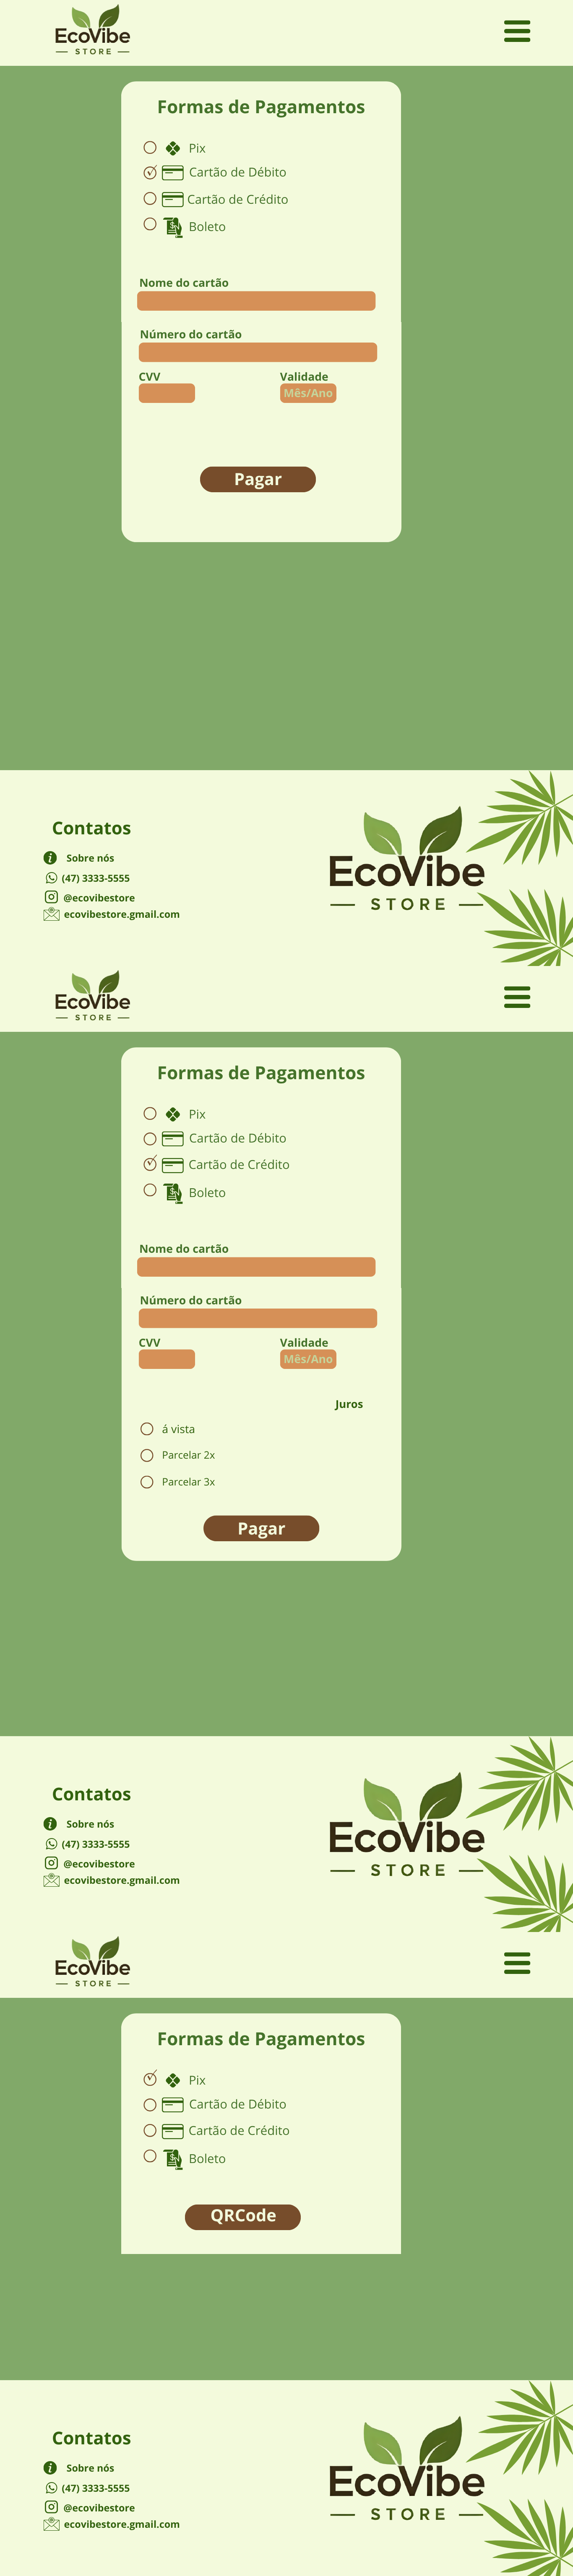 EcoVibe
STORE
Formas de Pagamentos
Pix
Cartão de Débito
Cartão de Crédito
Boleto
Nome do cartão
Número do cartão
CVV Validade
Mês/Ano
Pagar
Contatos
Sobre nós
(47) 3333-5555
@ecovibestore
ecovibestore.gmail.com
EcoVibe
STORE
EcoVibe
STORE
Formas de Pagamentos
Pix
Cartão de Débito
Cartão de Crédito
Boleto
Nome do cartão
Número do cartão
CVV Validade
Mês/Ano
Juros
á vista
Parcelar 2x
Parcelar 3x
Pagar
Contatos
Sobre nós
(47) 3333-5555
@ecovibestore
ecovibestore.gmail.com
EcoVibe
STORE
EcoVibe
STORE
Formas de Pagamentos
Pix
Cartão de Débito
Cartão de Crédito
Boleto
QRCode
Contatos
Sobre nós
(47) 3333-5555
@ecovibestore
ecovibestore.gmail.com
EcoVibe
STORE